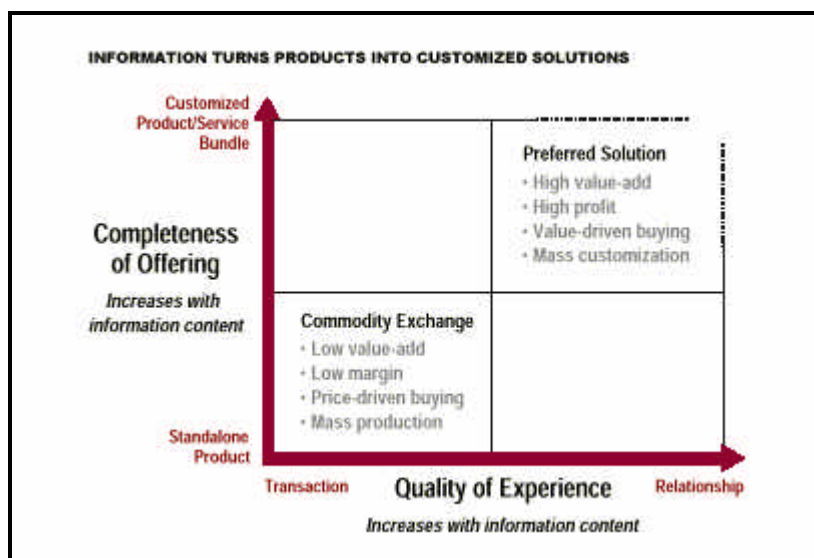 INFORMATION TURNS PRODUCTS INTO CUSTOMIZED SOLUTIONS
Customized
Product/Service
Bundle
Completeness
of Offering
Increases with
information content
Standalone
Product
Preferred Solution
• High value-add
• High profit
• Value-driven buying
• Mass customization
Commodity Exchange
• Low value-add
• Low margin
• Price-driven buying
• Mass production
Transaction
Quality of Experience
Relationship
Increases with information content